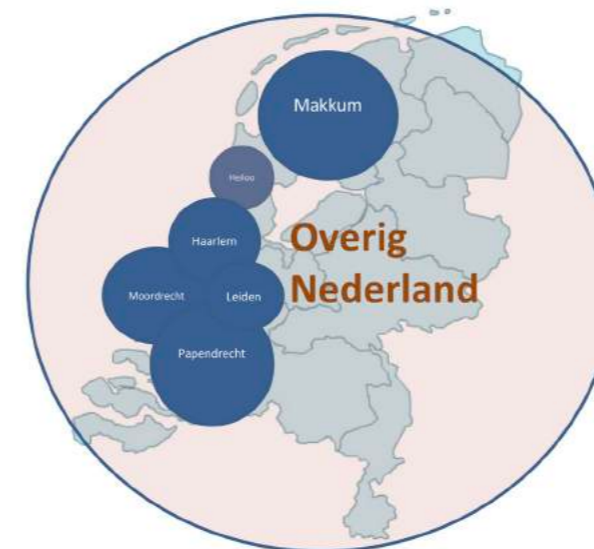 Makkum
Heiloo
Haarlem
Overig
Nederland
Moordrecht
Leiden
Papendrecht